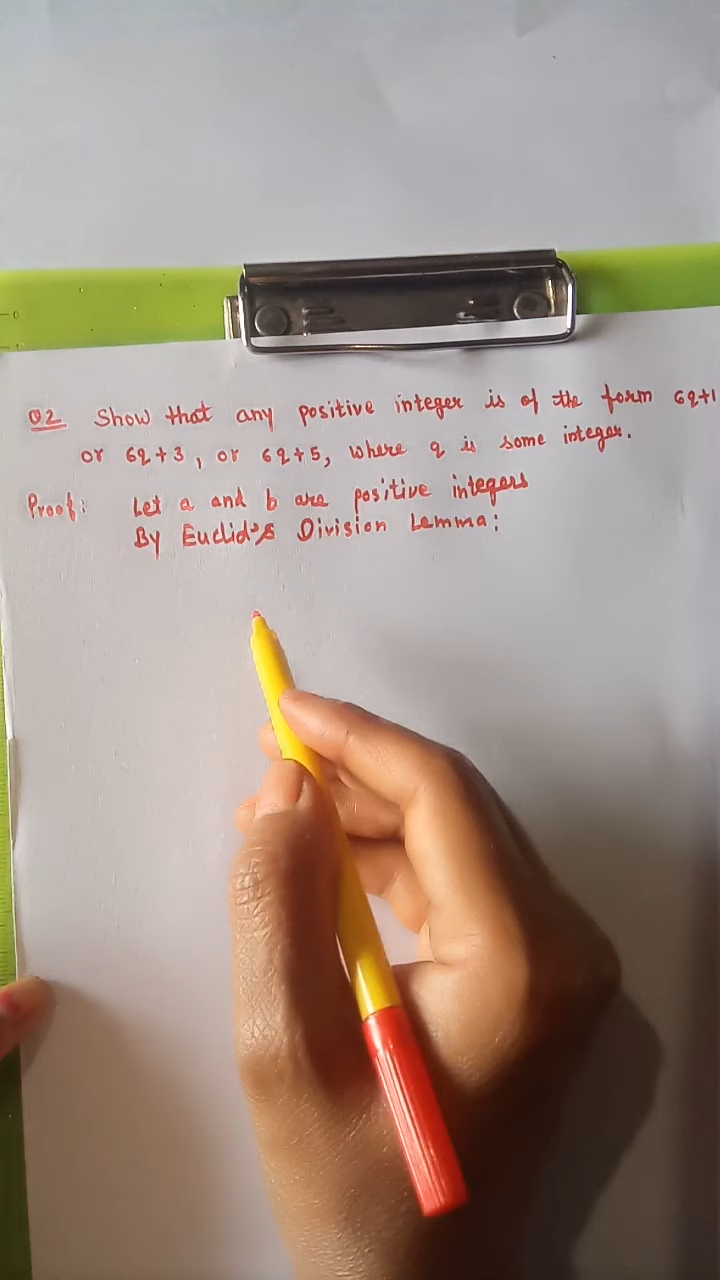 Q2 Show that any positive integer is of the form 6q+1
or 6q+3, or 6q+5, where q is some integer.
Proof: Let a and b are positive integers
By Euclid's Division Lemma: